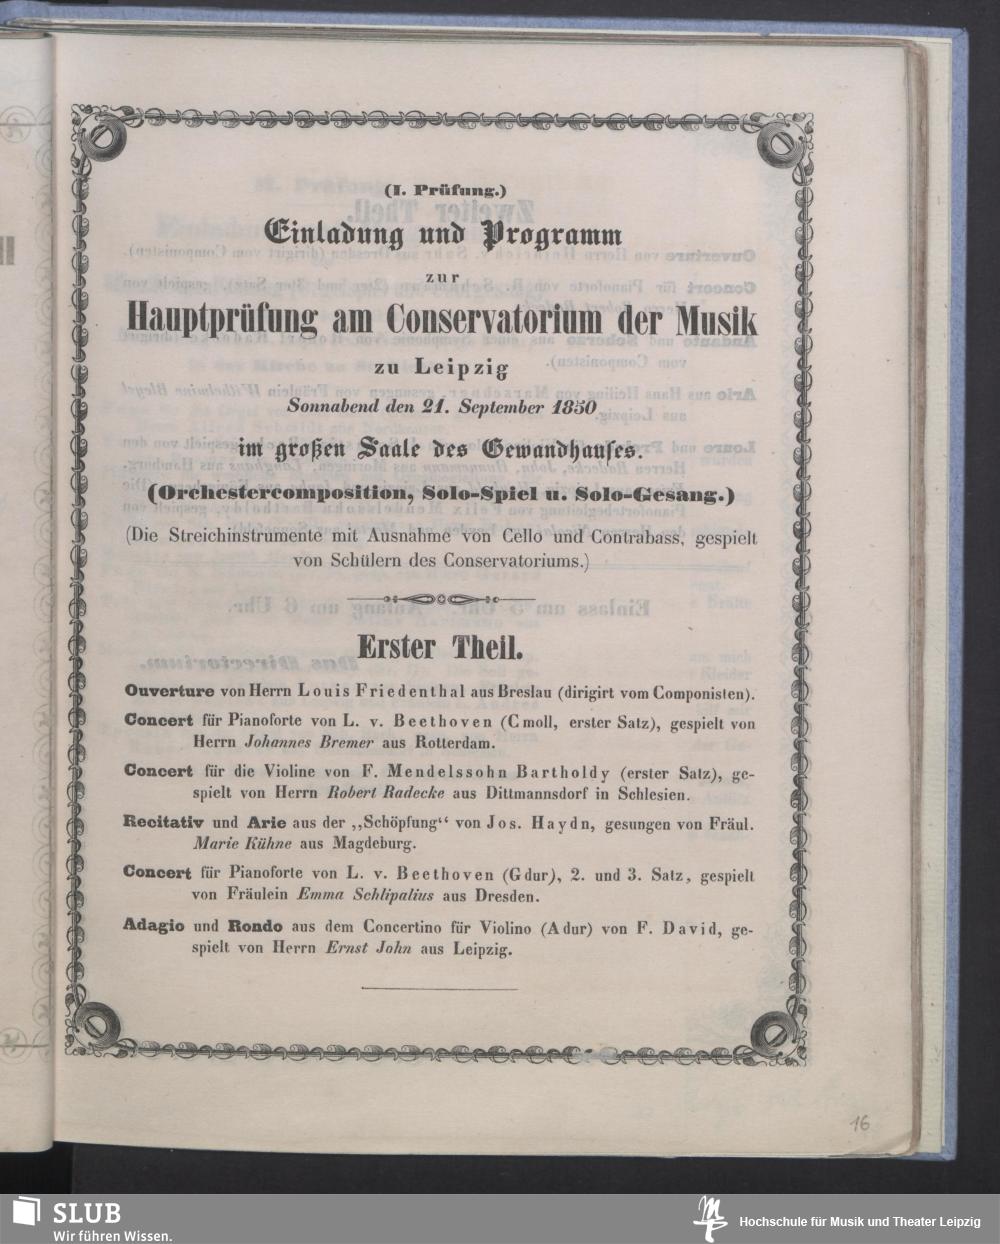 (I. Prüfung.)
Einladung und Programm
zur
Hauptprüfung am Conservatorium der Musik
zu Leipzig
Sonnabend den 21. September 1850
im großen Saale des Gewandhauses.
(Orchestercomposition, Solo-Spiel u. Solo-Gesang.)
(Die Streichinstrumente mit Ausnahme von Cello und Contrabass, gespielt
von Schülern des Conservatoriums.)
Erster Theil.
Ouverture von Herrn Louis Friedenthal aus Breslau (dirigirt vom Componisten).
Concert für Pianoforte von L. v. Beethoven (C moll, erster Satz), gespielt von
Herrn Johannes Bremer aus Rotterdam.
Concert für die Violine von F. Mendelssohn Bartholdy (erster Satz), ge-
spielt von Herrn Robert Radecke aus Dittmannsdorf in Schlesien.
Recitativ und Arie aus der ,,Schöpfung“ von Jos. Haydn, gesungen von Fräul.
Marie Kühne aus Magdeburg.
Concert für Pianoforte von L. v. Beethoven (G dur), 2. und 3. Satz, gespielt
von Fräulein Emma Schlipalius aus Dresden.
Adagio und Rondo aus dem Concertino für Violino (A dur) von F. David, ge-
spielt von Herrn Ernst John aus Leipzig.
16
SLUB
Wir führen Wissen.
Hochschule für Musik und Theater Leipzig